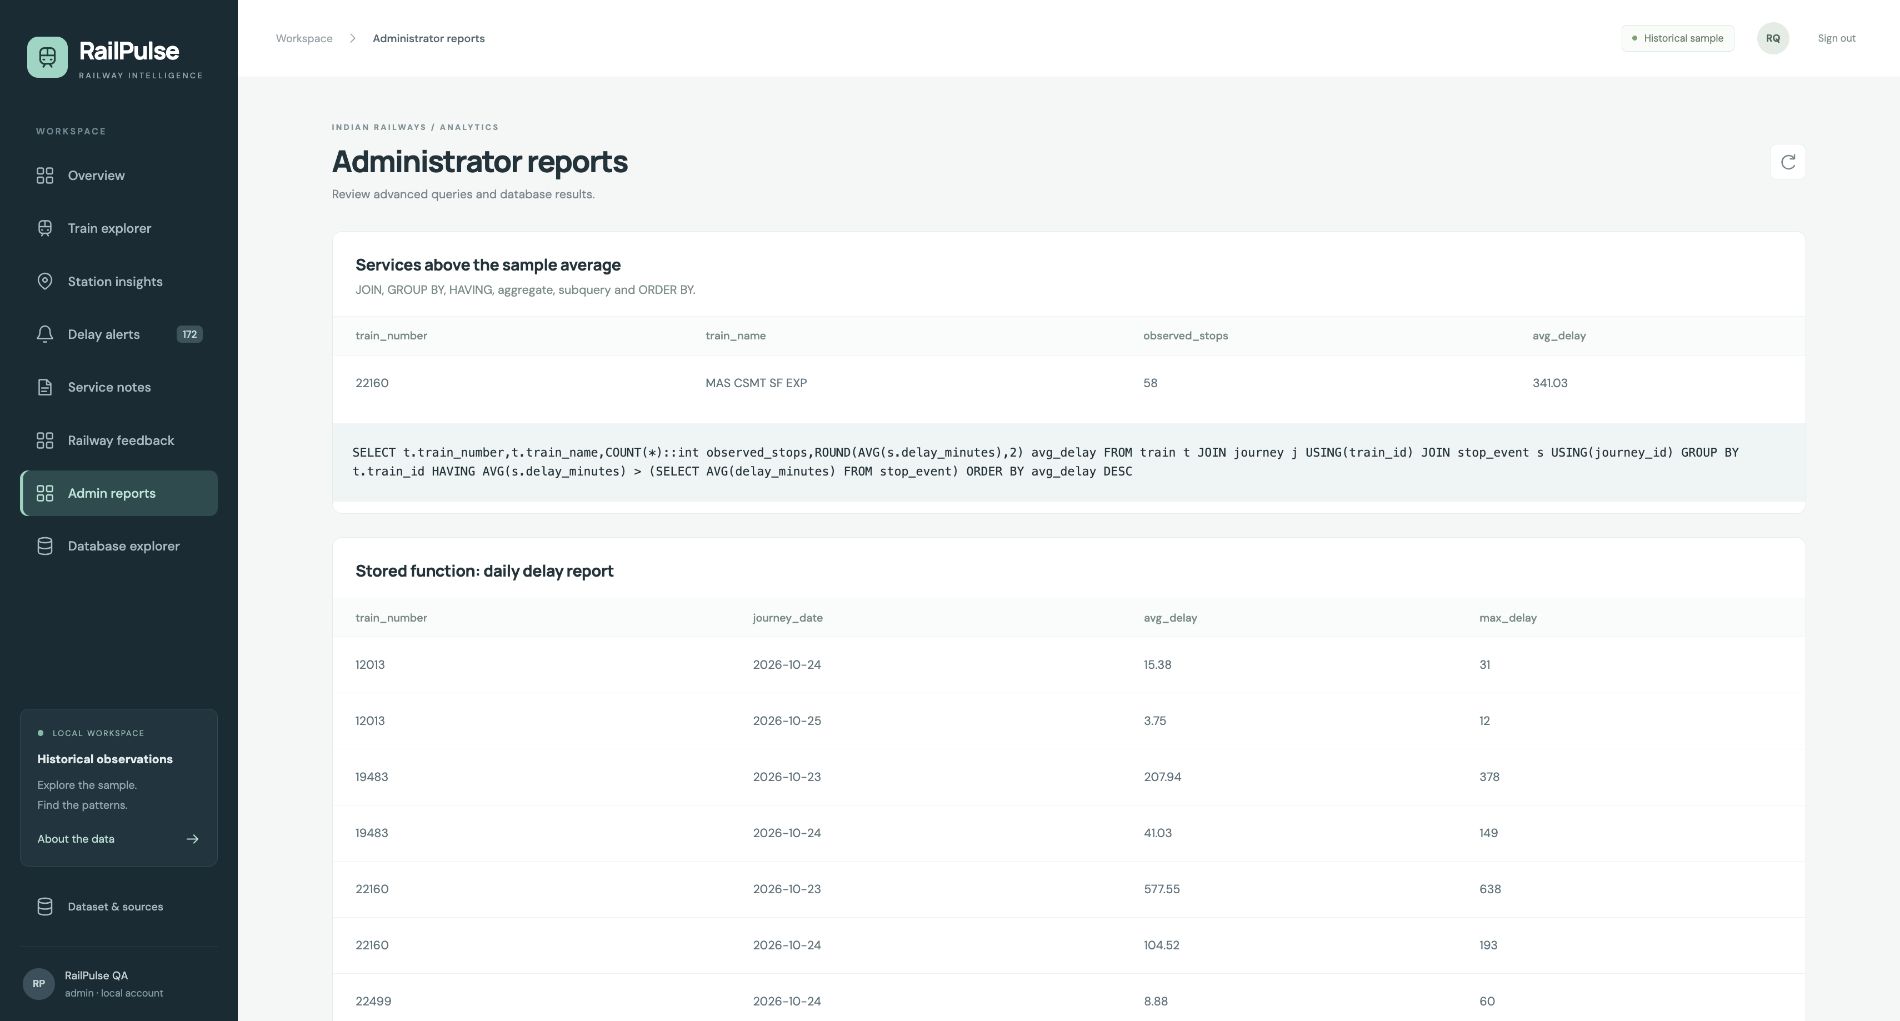 RailPulse
RAILWAY INTELLIGENCE
WORKSPACE
Overview
Train explorer
Station insights
Delay alerts 172
Service notes
Railway feedback
Admin reports
Database explorer
LOCAL WORKSPACE
Historical observations
Explore the sample.
Find the patterns.
About the data
Dataset & sources
RP
RailPulse QA
admin · local account
Workspace Administrator reports
Historical sample RQ Sign out
INDIAN RAILWAYS / ANALYTICS
Administrator reports
Review advanced queries and database results.
Services above the sample average
JOIN, GROUP BY, HAVING, aggregate, subquery and ORDER BY.
train_number train_name observed_stops avg_delay
22160 MAS CSMT SF EXP 58 341.03
SELECT t.train_number,t.train_name,COUNT(*)::int observed_stops,ROUND(AVG(s.delay_minutes),2) avg_delay FROM train t JOIN journey j USING(train_id) JOIN stop_event s USING(journey_id) GROUP BY
t.train_id HAVING AVG(s.delay_minutes) > (SELECT AVG(delay_minutes) FROM stop_event) ORDER BY avg_delay DESC
Stored function: daily delay report
train_number journey_date avg_delay max_delay
12013 2026-10-24 15.38 31
12013 2026-10-25 3.75 12
19483 2026-10-23 207.94 378
19483 2026-10-24 41.03 149
22160 2026-10-23 577.55 638
22160 2026-10-24 104.52 193
22499 2026-10-24 8.88 60